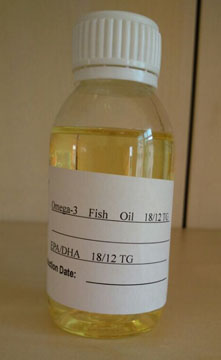 Omega-3 Fish Oil 18/12 TG
EPA/DHA 18/12 TG
Date: